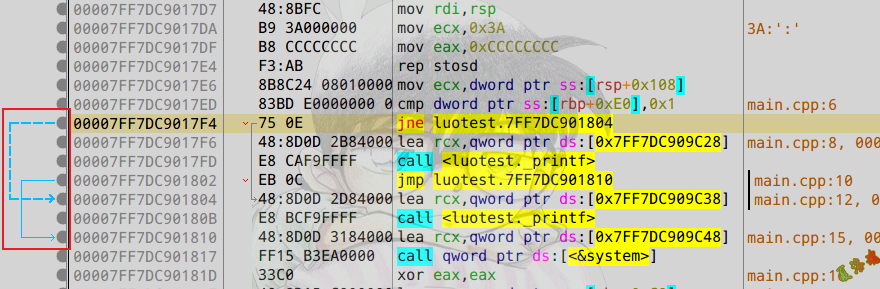 00007FF7DC9017D7 48:8BFC mov rdi,rsp
00007FF7DC9017DA B9 3A000000 mov ecx,0x3A 3A:':'
00007FF7DC9017DF B8 CCCCCCCC mov eax,0xCCCCCCCC
00007FF7DC9017E4 F3:AB rep stosd
00007FF7DC9017E6 8B8C24 08010000 mov ecx,dword ptr ss:[rsp+0x108]
00007FF7DC9017ED 83BD E0000000 0 cmp dword ptr ss:[rbp+0xE0],0x1 main.cpp:6
00007FF7DC9017F4 75 0E jne luotest.7FF7DC901804
00007FF7DC9017F6 48:8D0D 2B84000 lea rcx,qword ptr ds:[0x7FF7DC909C28] main.cpp:8, 000
00007FF7DC9017FD E8 CAF9FFFF call <luotest._printf>
00007FF7DC901802 EB 0C jmp luotest.7FF7DC901810 main.cpp:10
00007FF7DC901804 48:8D0D 2D84000 lea rcx,qword ptr ds:[0x7FF7DC909C38] main.cpp:12, 0
00007FF7DC90180B E8 BCF9FFFF call <luotest._printf>
00007FF7DC901810 48:8D0D 3184000 lea rcx,qword ptr ds:[0x7FF7DC909C48] main.cpp:15, 00
00007FF7DC901817 FF15 B3EA0000 call qword ptr ds:[<&system>]
00007FF7DC90181D 33C0 xor eax,eax